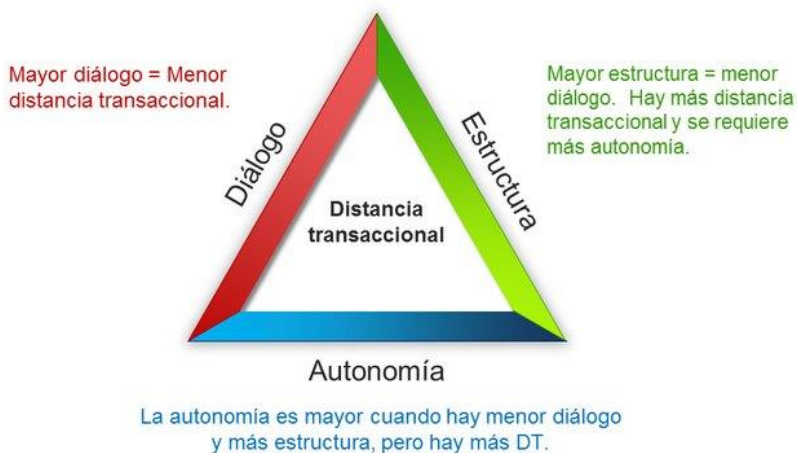 Mayor diálogo = Menor
distancia transaccional.
Diálogo
Distancia
transaccional
Estructura
Mayor estructura = menor
diálogo. Hay más distancia
transaccional y se requiere
más autonomía.
Autonomía
La autonomía es mayor cuando hay menor diálogo
y más estructura, pero hay más DT.